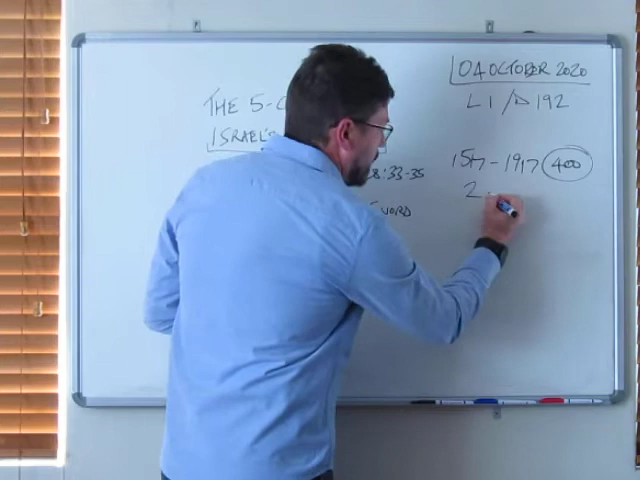 04 OCTOBER 2020
L1 / D 192
THE 5-
ISRAEL'S
8:33-35
1517 - 1917 400
2
WORD